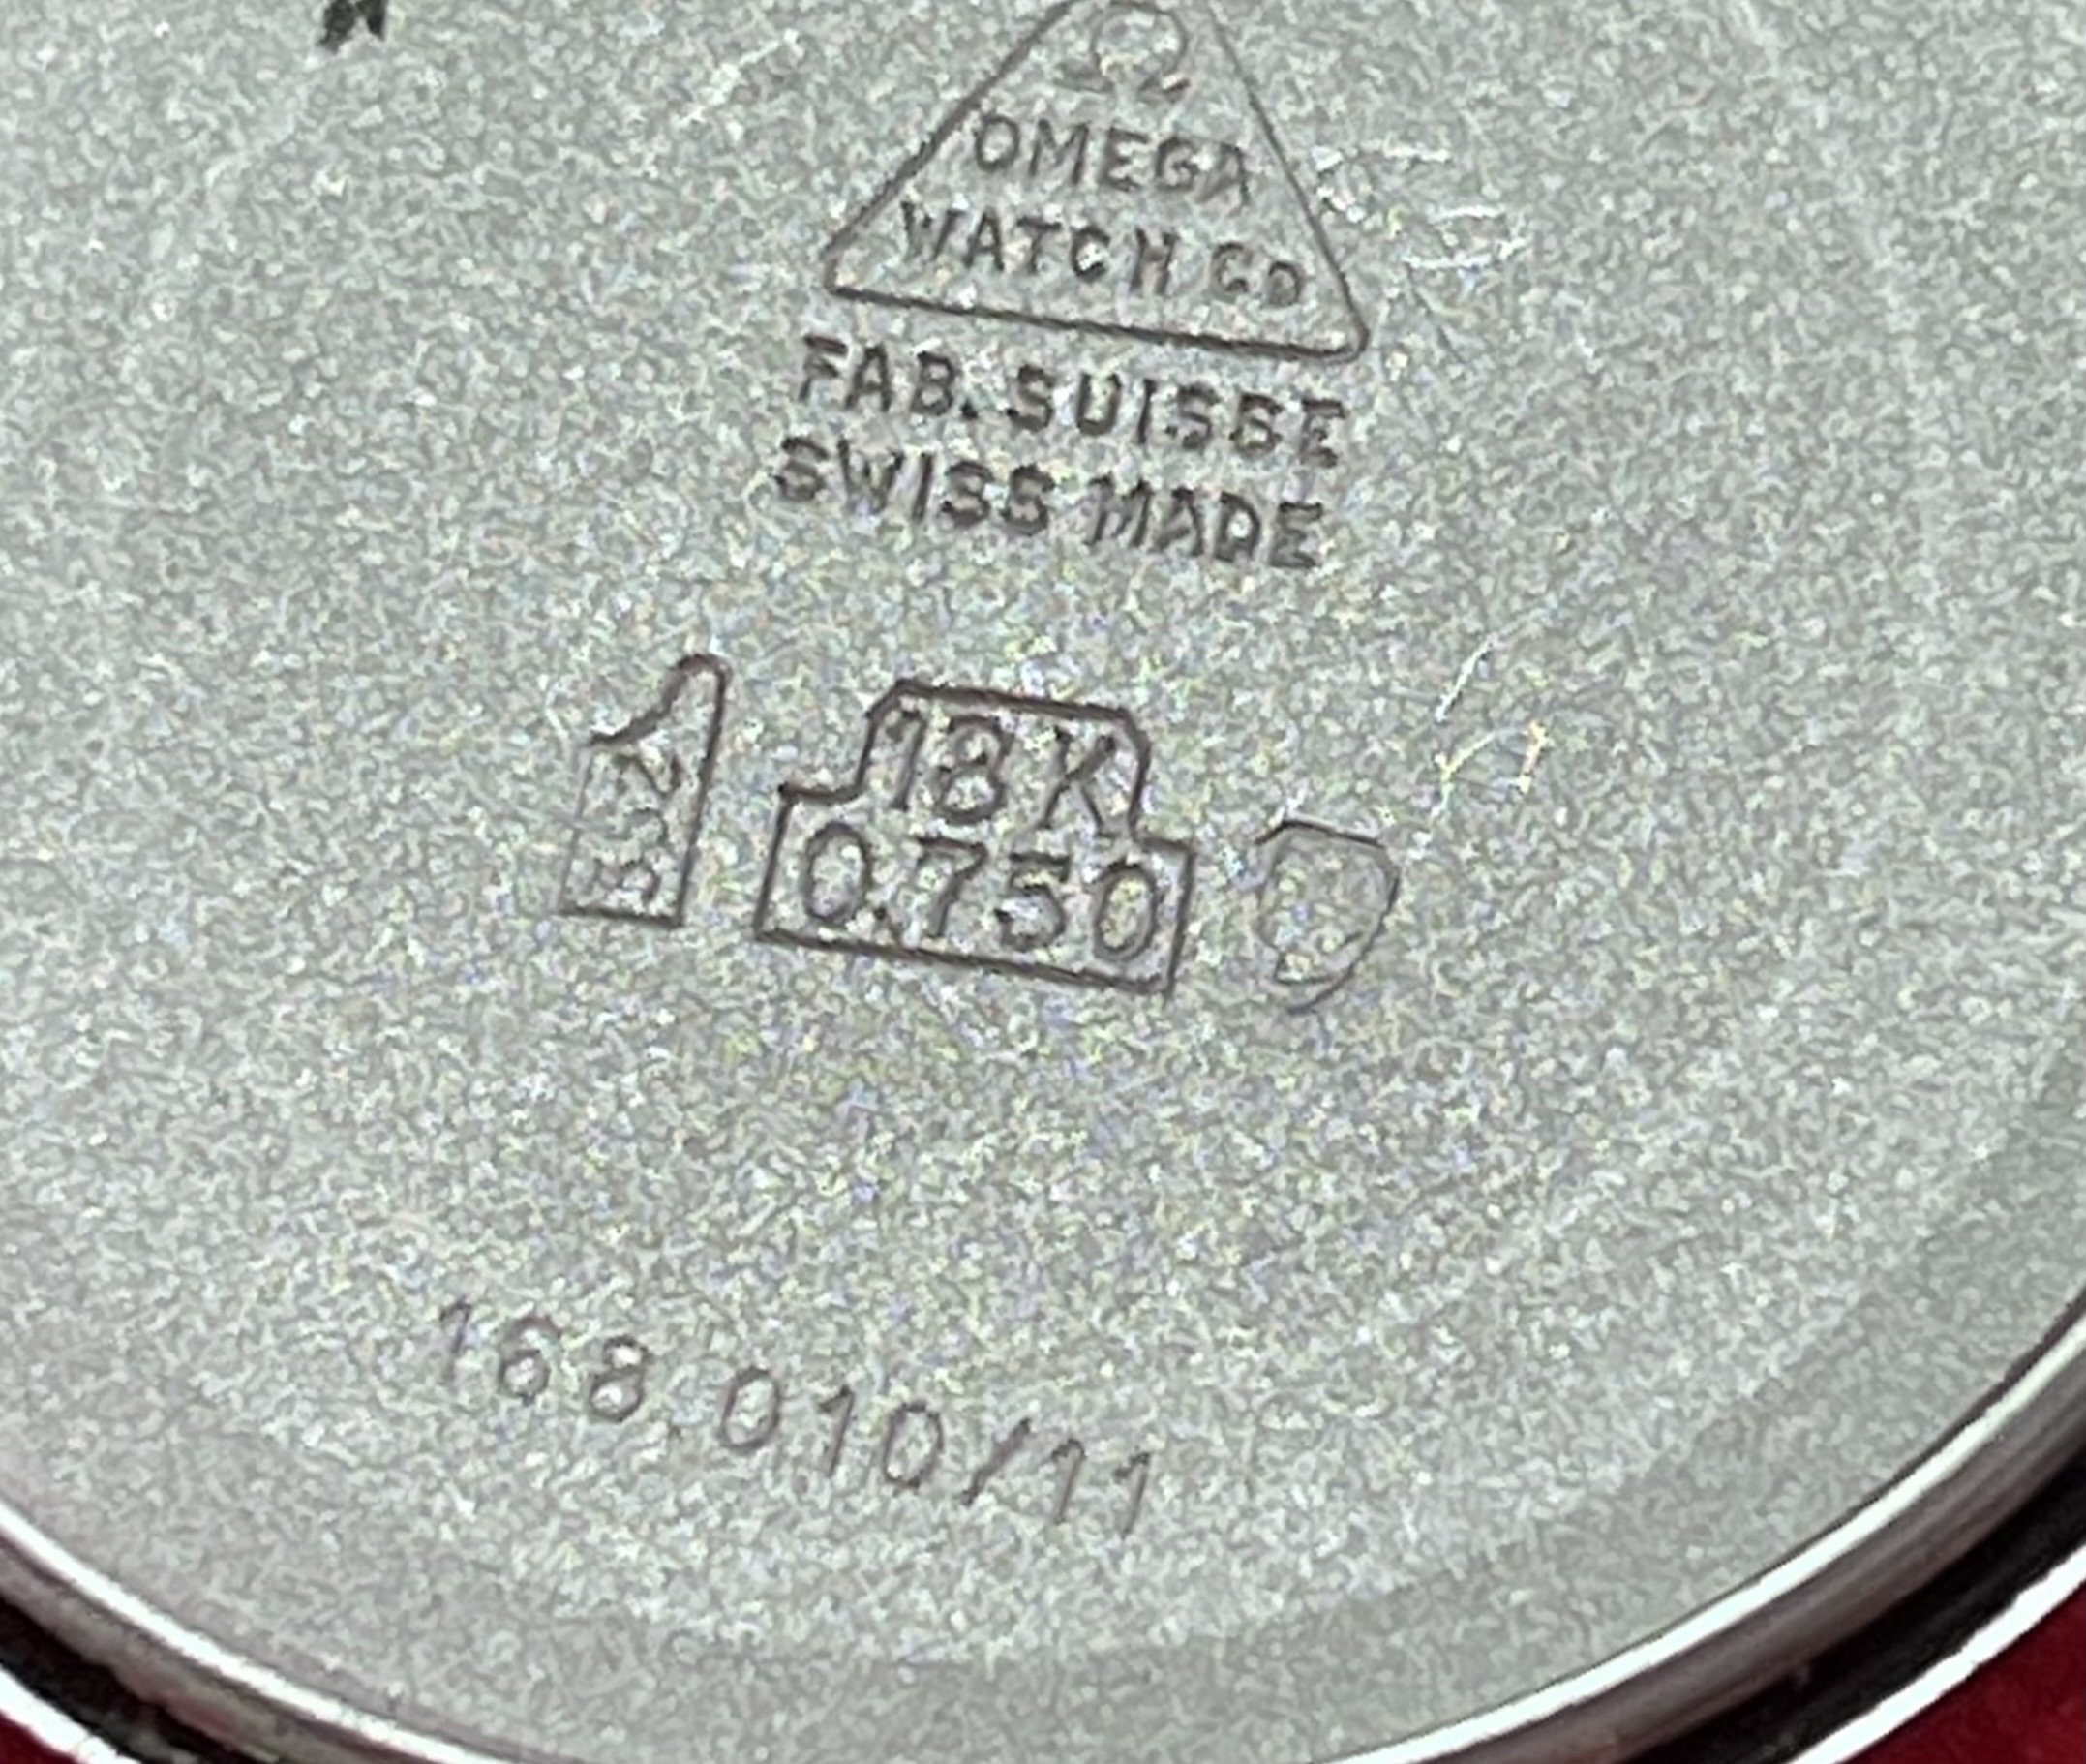 Ω
OMEGA
WATCH CO
FAB. SUISSE
SWISS MADE
18K
0.750
168.010/11